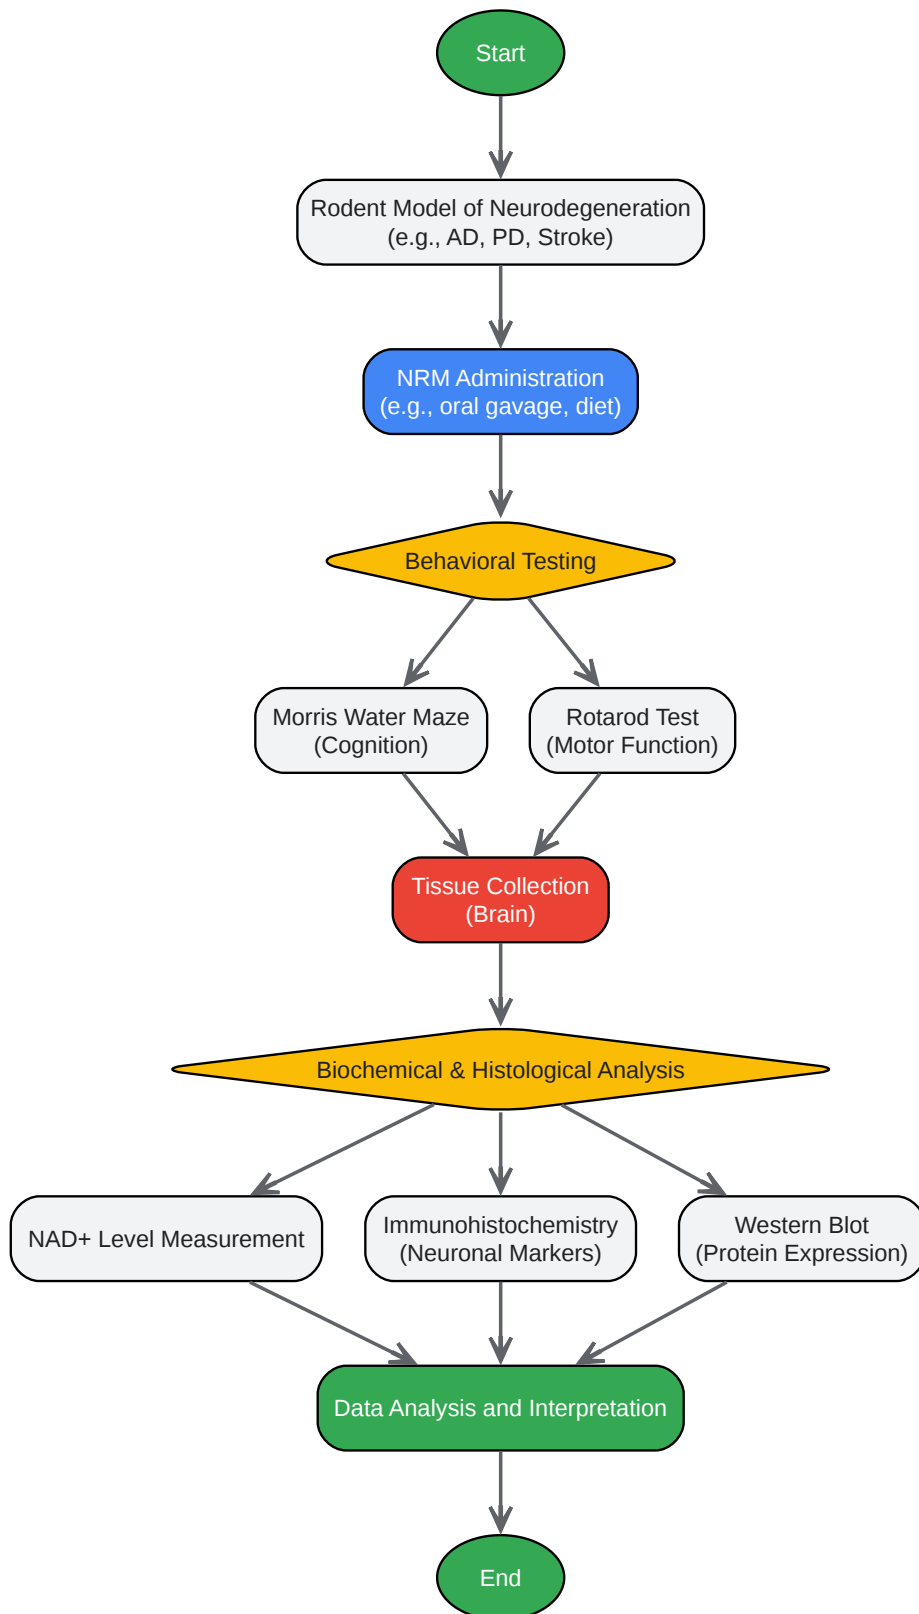 Start
Rodent Model of Neurodegeneration
(e.g., AD, PD, Stroke)
NRM Administration
(e.g., oral gavage, diet)
Behavioral Testing
Morris Water Maze
(Cognition)
Rotarod Test
(Motor Function)
Tissue Collection
(Brain)
Biochemical & Histological Analysis
NAD+ Level Measurement
Immunohistochemistry
(Neuronal Markers)
Western Blot
(Protein Expression)
Data Analysis and Interpretation
End